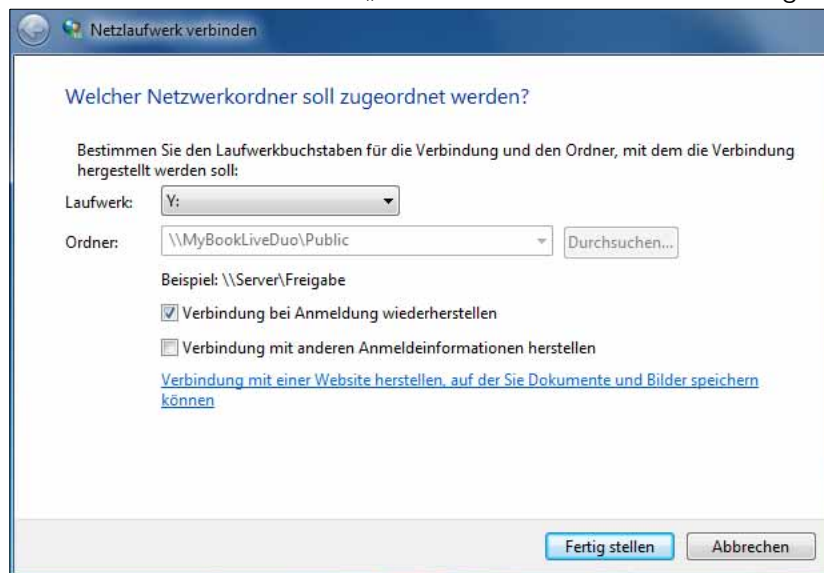 Netzlaufwerk verbinden
Welcher Netzwerkordner soll zugeordnet werden?
Bestimmen Sie den Laufwerkbuchstaben für die Verbindung und den Ordner, mit dem die Verbindung
hergestellt werden soll:
Laufwerk: Y:
Ordner: \\MyBookLiveDuo\Public Durchsuchen...
Beispiel: \\Server\Freigabe
Verbindung bei Anmeldung wiederherstellen
Verbindung mit anderen Anmeldeinformationen herstellen
Verbindung mit einer Website herstellen, auf der Sie Dokumente und Bilder speichern
können
Fertig stellen Abbrechen